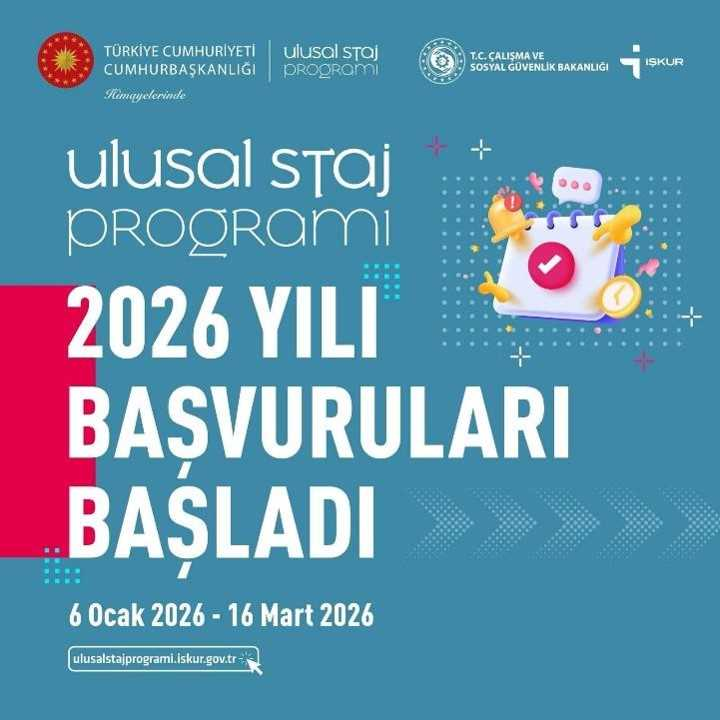 TÜRKİYE CUMHURİYETİ
CUMHURBAŞKANLIĞI
Himayelerinde
ulusal staj
programı
T.C. ÇALIŞMA VE
SOSYAL GÜVENLİK BAKANLIĞI
İŞKUR
ulusal staj
programı
2026 YILI
BAŞVURULARI
BAŞLADI
6 Ocak 2026 - 16 Mart 2026
ulusalstajprogrami.iskur.gov.tr